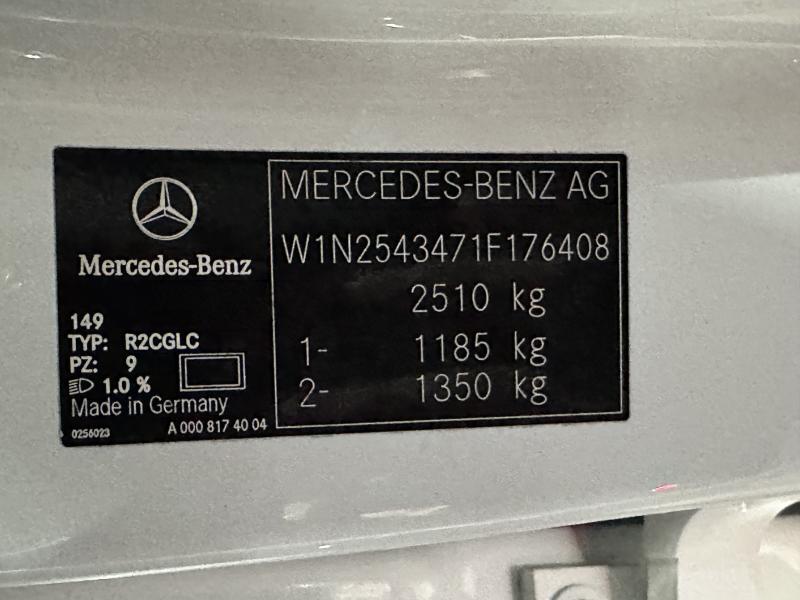 Mercedes-Benz
149
TYP: R2CGLC
PZ: 9
1.0 %
Made in Germany
0256023 A 000 817 40 04
MERCEDES-BENZ AG
W1N2543471F176408
2510 kg
1- 1185 kg
2- 1350 kg